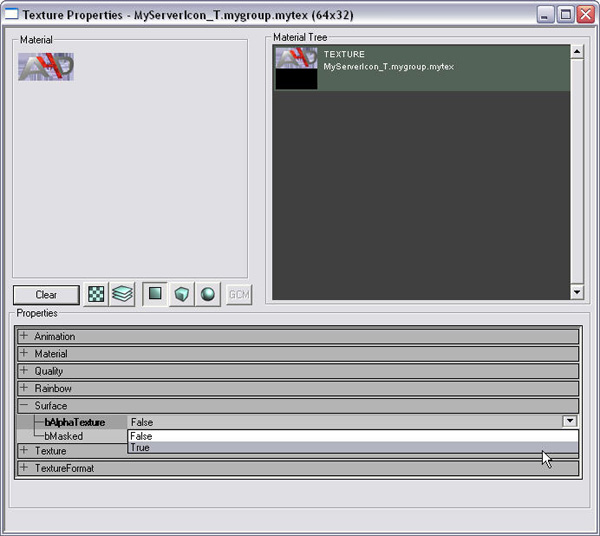 Texture Properties - MyServerIcon_T.mygroup.mytex (64x32)
Material
Material Tree
TEXTURE
MyServerIcon_T.mygroup.mytex
Clear
GCM
Properties
Animation
Material
Quality
Rainbow
Surface
bAlphaTexture False
bMasked False
True
Texture
TextureFormat